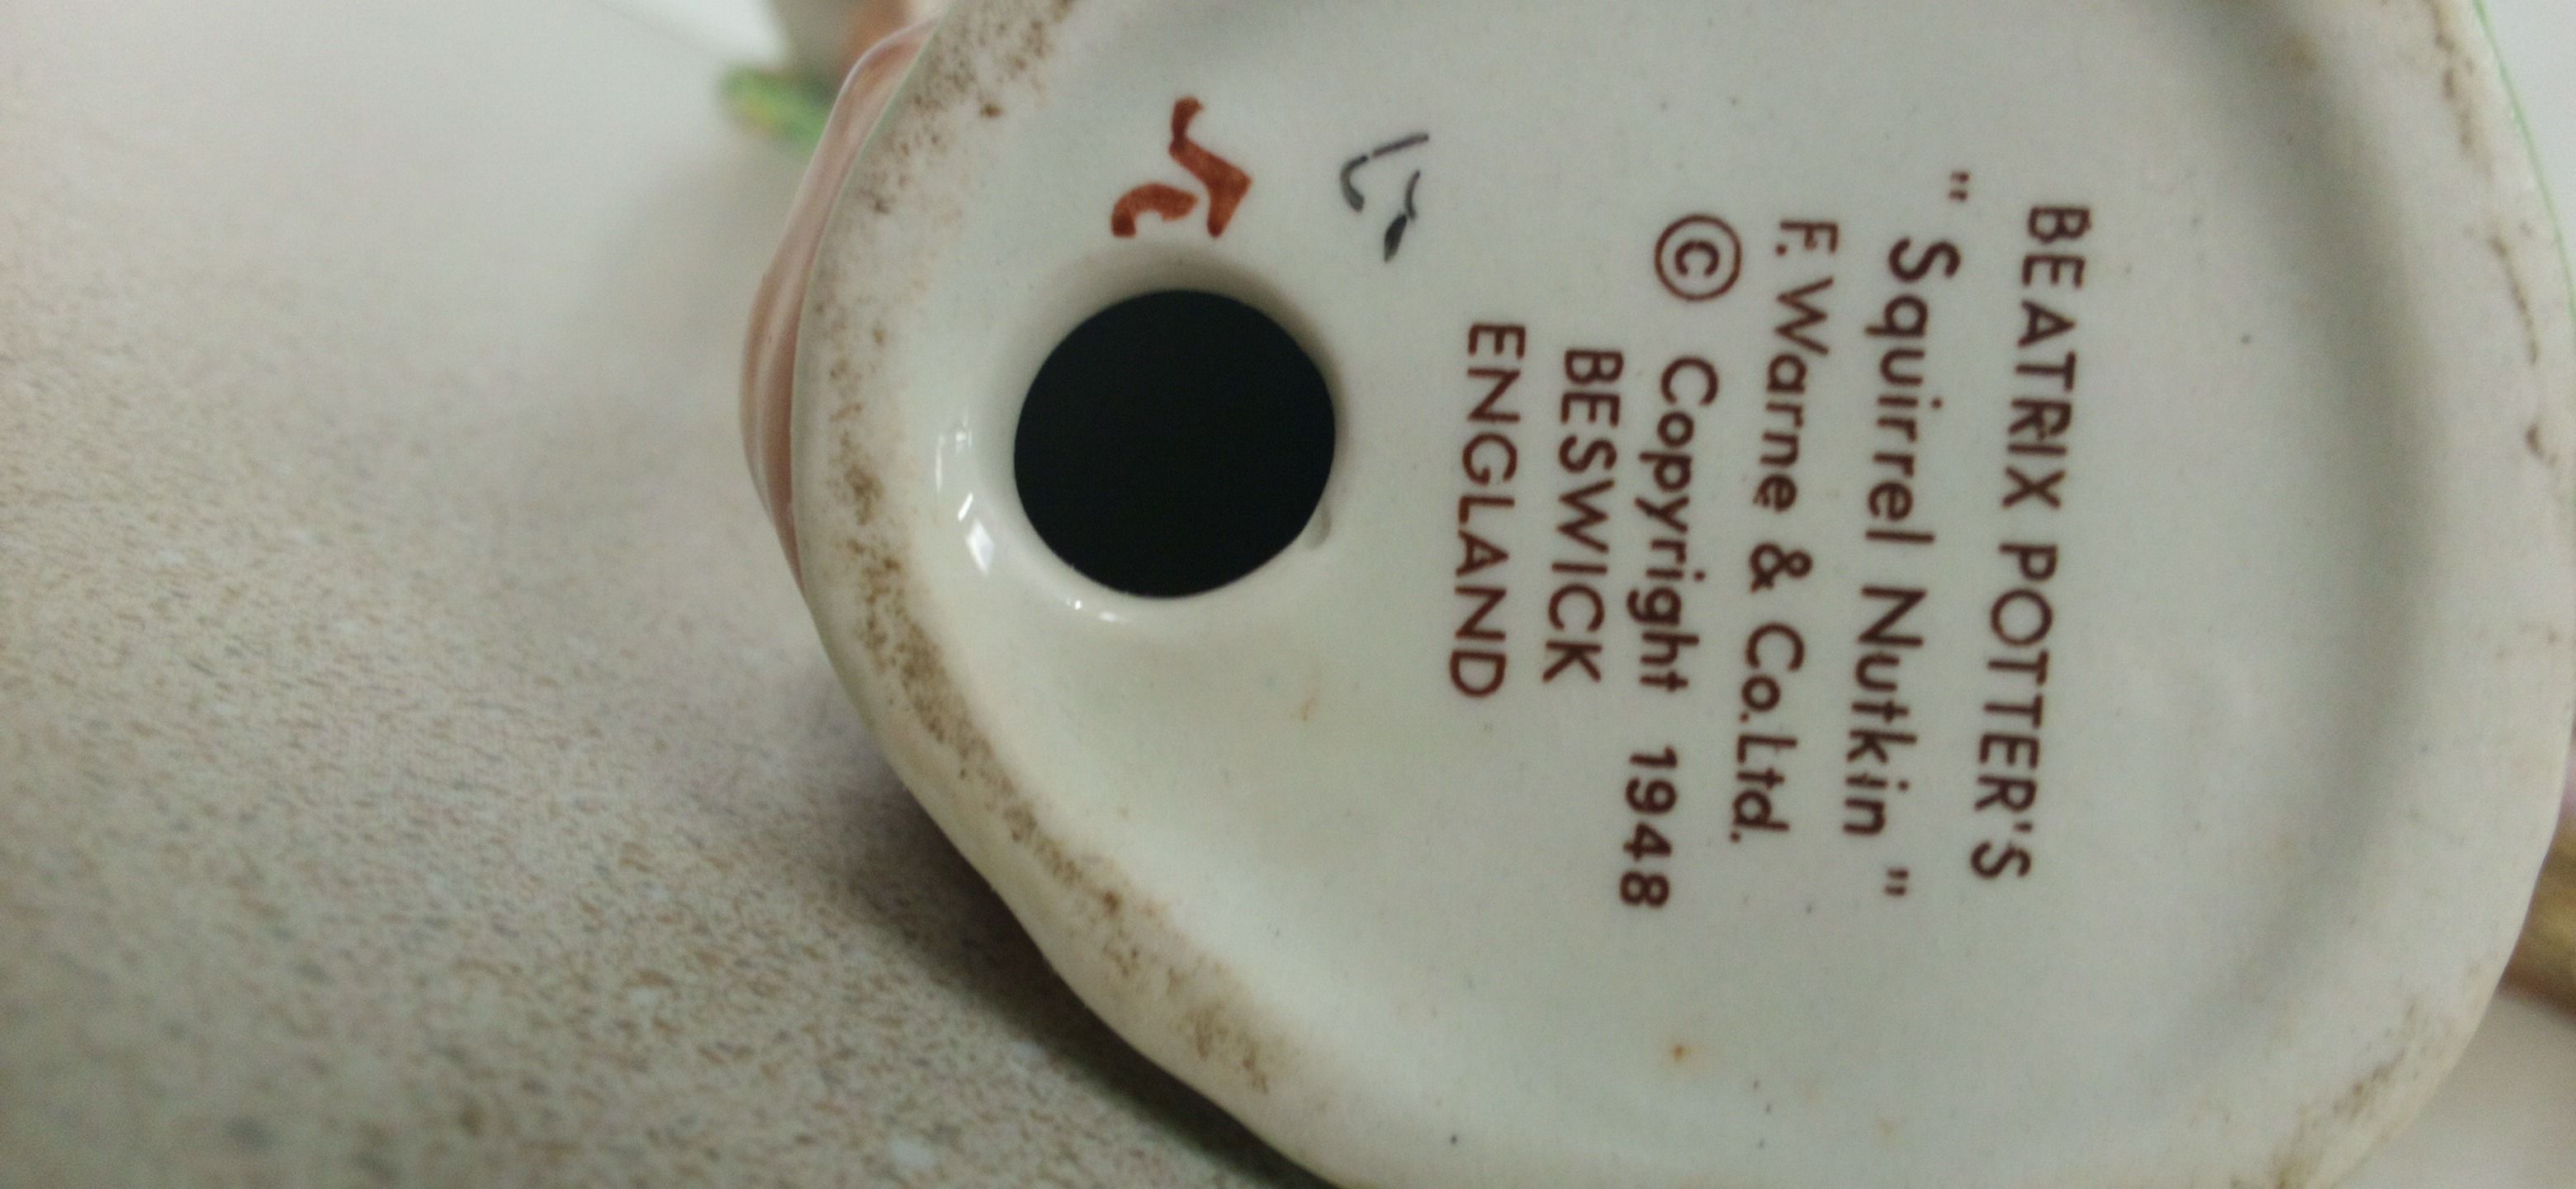 BEATRIX POTTER'S
" Squirrel Nutkin "
F. Warne & Co.Ltd.
© Copyright 1948
BESWICK
ENGLAND